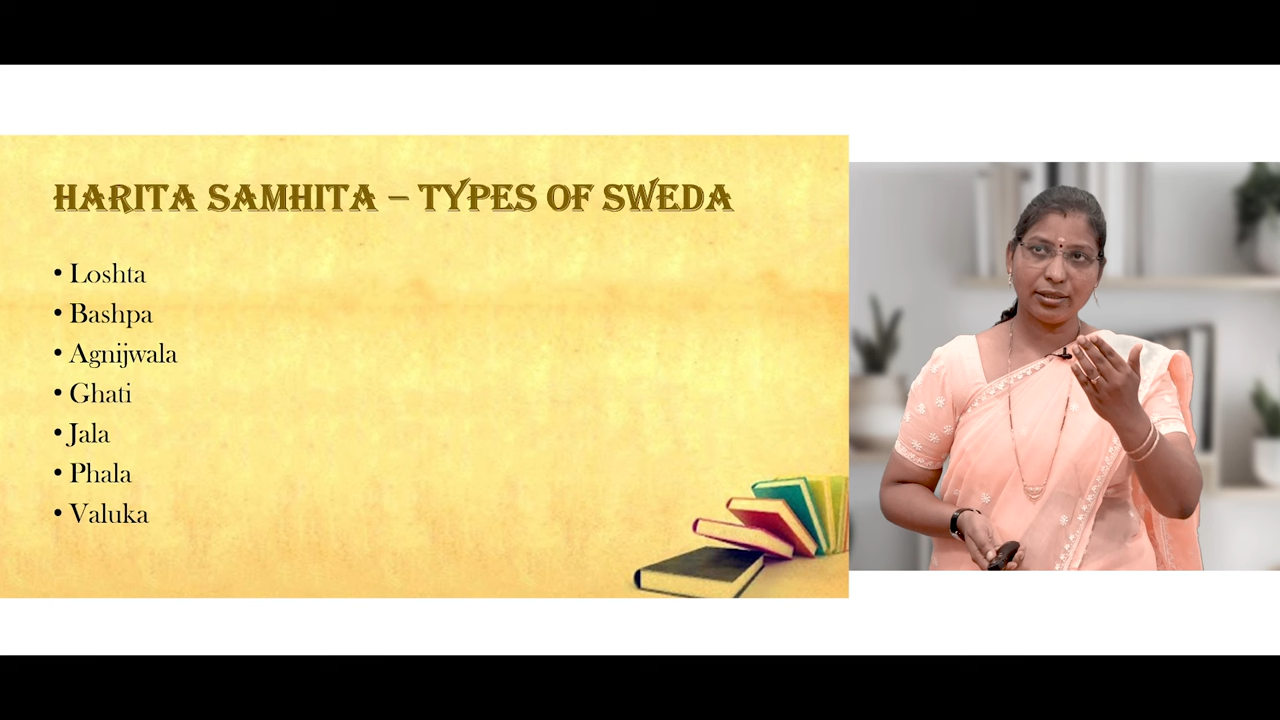 HARITA SAMHITA – TYPES OF SWEDA
• Loshta
• Bashpa
• Agnijwala
• Ghati
• Jala
• Phala
• Valuka